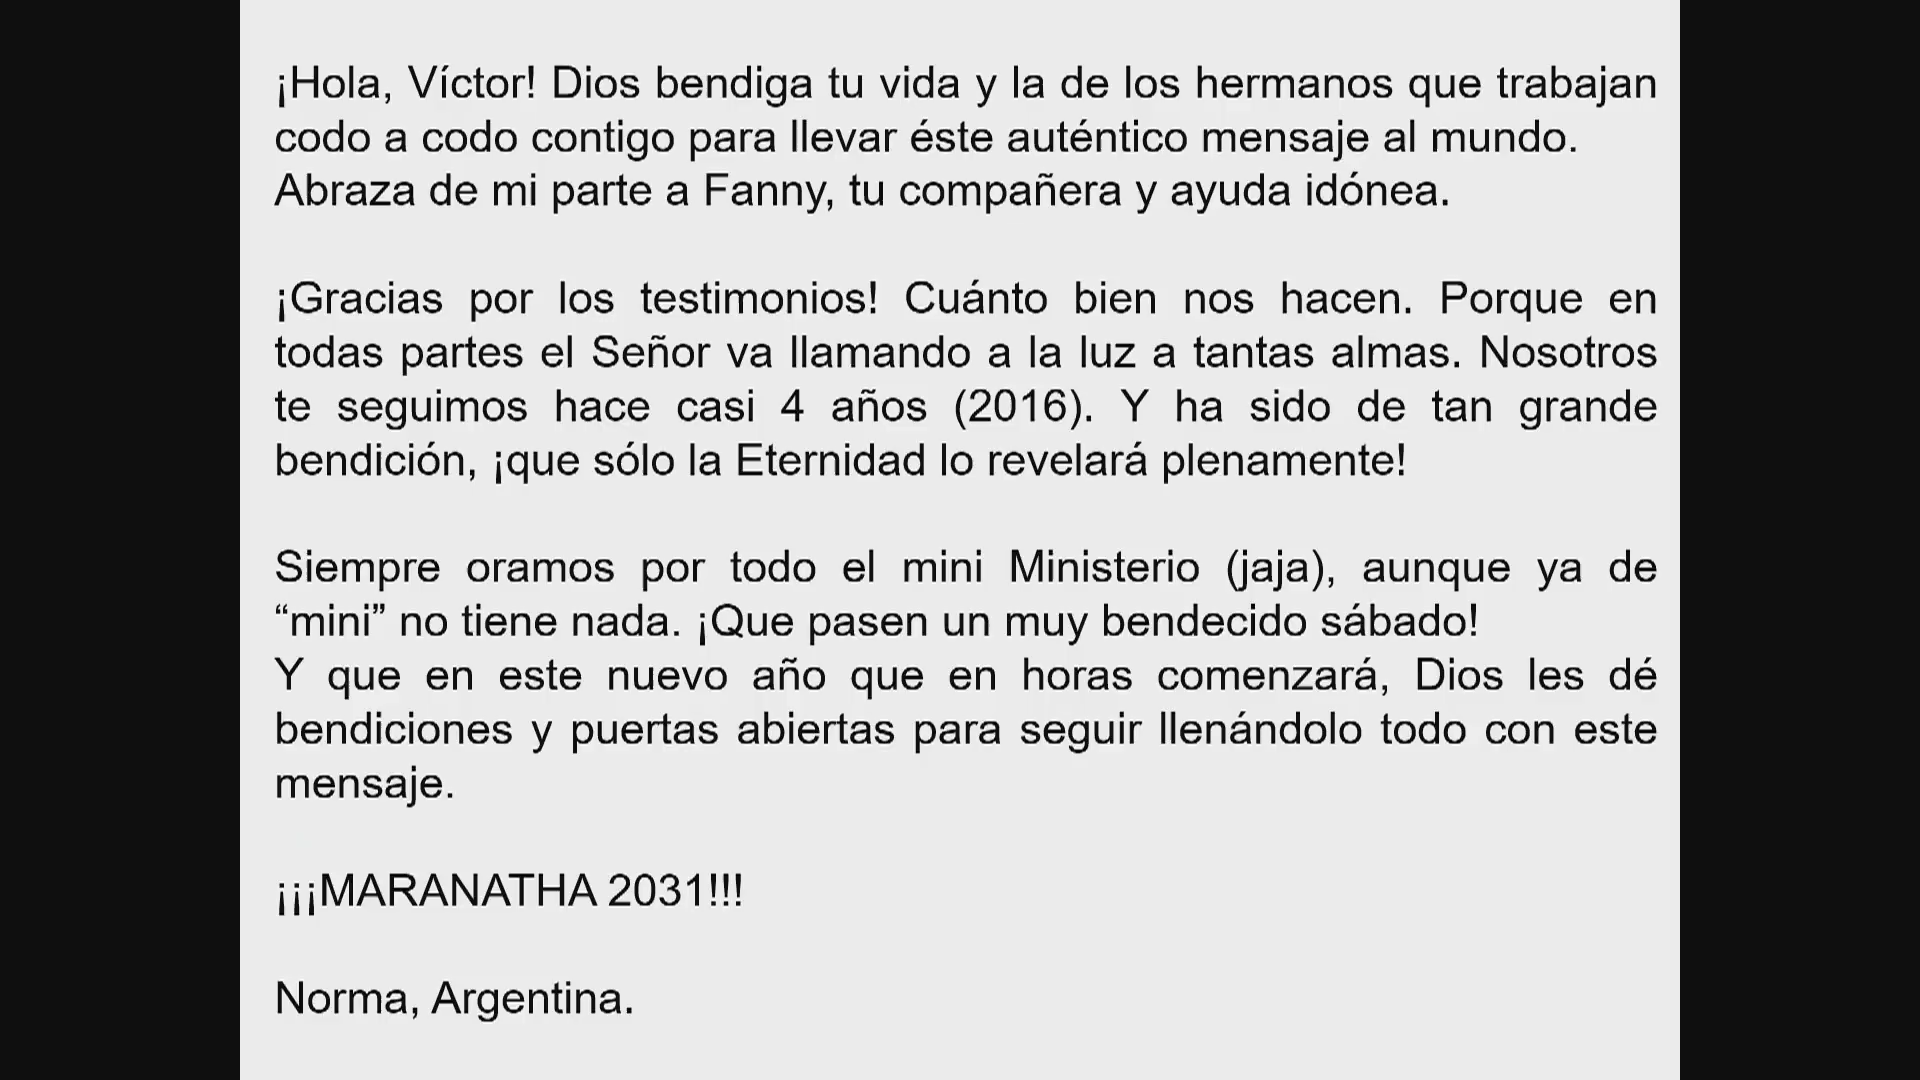 ¡Hola, Víctor! Dios bendiga tu vida y la de los hermanos que trabajan
codo a codo contigo para llevar éste auténtico mensaje al mundo.
Abraza de mi parte a Fanny, tu compañera y ayuda idónea.
¡Gracias por los testimonios! Cuánto bien nos hacen. Porque en
todas partes el Señor va llamando a la luz a tantas almas. Nosotros
te seguimos hace casi 4 años (2016). Y ha sido de tan grande
bendición, ¡que sólo la Eternidad lo revelará plenamente!
Siempre oramos por todo el mini Ministerio (jaja), aunque ya de
“mini” no tiene nada. ¡Que pasen un muy bendecido sábado!
Y que en este nuevo año que en horas comenzará, Dios les dé
bendiciones y puertas abiertas para seguir llenándolo todo con este
mensaje.
¡¡¡MARANATHA 2031!!!
Norma, Argentina.